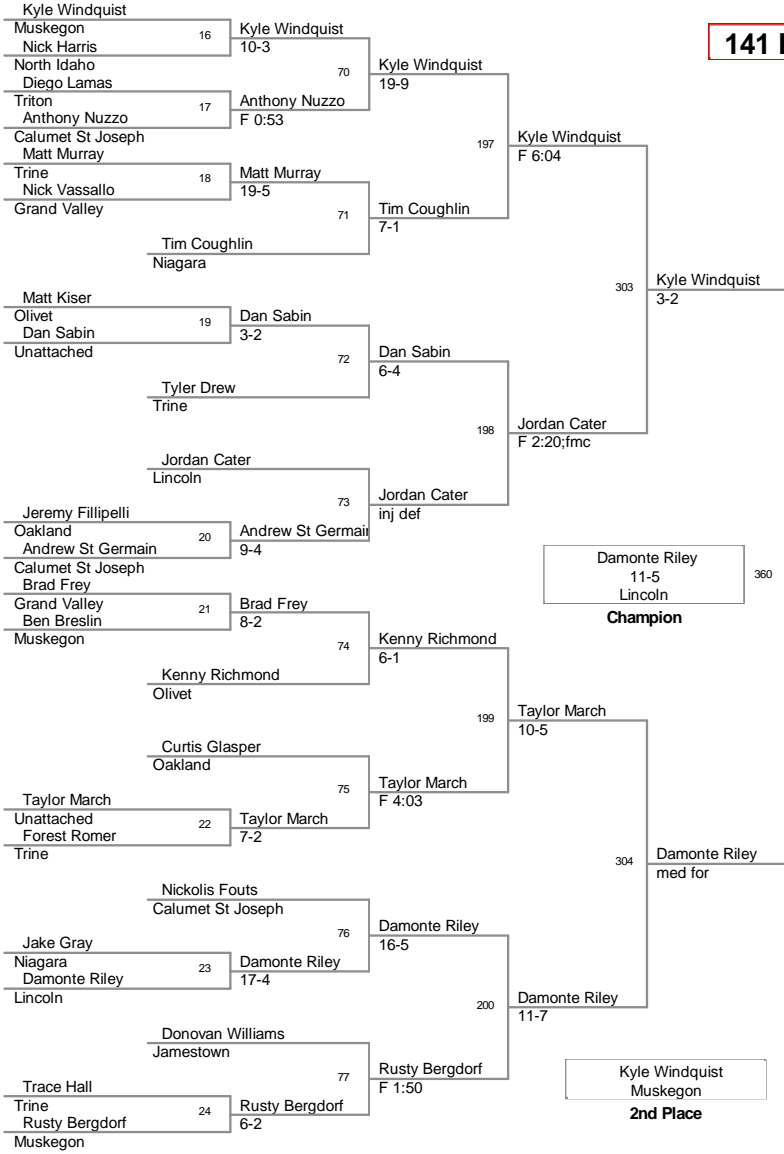 Kyle Windquist
Muskegon
16
Nick Harris
North Idaho
Kyle Windquist
10-3
70
Diego Lamas
Triton
17
Anthony Nuzzo
Calumet St Joseph
Anthony Nuzzo
F 0:53
Kyle Windquist
19-9
197
Matt Murray
Trine
18
Nick Vassallo
Grand Valley
Matt Murray
19-5
71
Tim Coughlin
Niagara
Tim Coughlin
7-1
Kyle Windquist
F 6:04
141
303
Matt Kiser
Olivet
19
Dan Sabin
Unattached
Dan Sabin
3-2
72
Tyler Drew
Trine
Dan Sabin
6-4
198
Jordan Cater
Lincoln
73
Jeremy Fillipelli
Oakland
20
Andrew St Germain
Calumet St Joseph
Andrew St Germain
9-4
Jordan Cater
inj def
Jordan Cater
F 2:20;fmc
Kyle Windquist
3-2
Damonte Riley
11-5
Lincoln
360
Champion
Brad Frey
Grand Valley
21
Ben Breslin
Muskegon
Brad Frey
8-2
74
Kenny Richmond
Olivet
Kenny Richmond
6-1
199
Curtis Glasper
Oakland
75
Taylor March
Unattached
22
Forest Romer
Trine
Taylor March
7-2
Taylor March
F 4:03
Taylor March
10-5
304
Nickolis Fouts
Calumet St Joseph
76
Jake Gray
Niagara
23
Damonte Riley
Lincoln
Damonte Riley
17-4
Damonte Riley
16-5
200
Donovan Williams
Jamestown
77
Trace Hall
Trine
24
Rusty Bergdorf
Muskegon
Rusty Bergdorf
6-2
Rusty Bergdorf
F 1:50
Damonte Riley
11-7
Damonte Riley
med for
Kyle Windquist
Muskegon
2nd Place